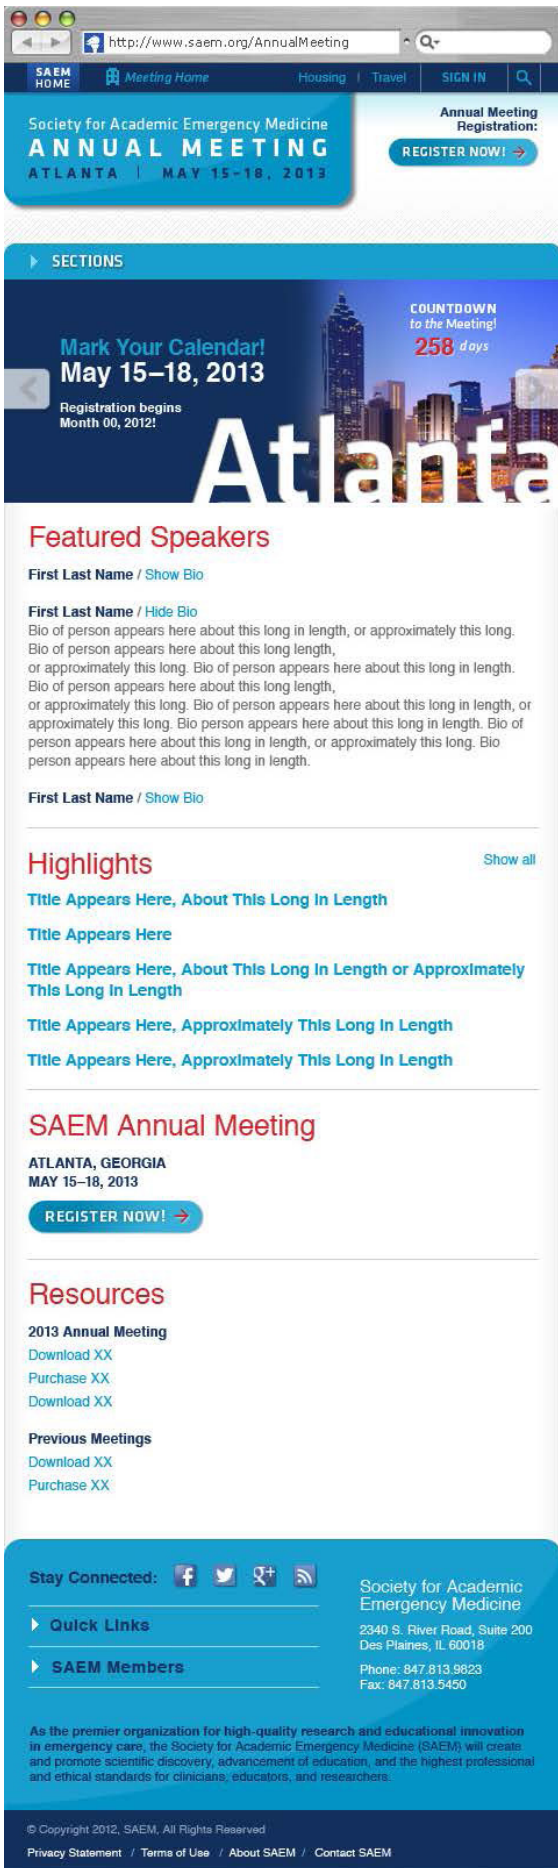 http://www.saem.org/AnnualMeeting
SAEM
HOME
Meeting Home
Housing | Travel
SIGN IN
Society for Academic Emergency Medicine
ANNUAL MEETING
ATLANTA | MAY 15-18, 2013
Annual Meeting
Registration:
REGISTER NOW!
SECTIONS
COUNTDOWN
to the Meeting!
258 days
Mark Your Calendar!
May 15–18, 2013
Registration begins
Month 00, 2012!
Atlanta
Featured Speakers
First Last Name / Show Bio
First Last Name / Hide Bio
Bio of person appears here about this long in length, or approximately this long.
Bio of person appears here about this long length,
or approximately this long. Bio of person appears here about this long in length.
Bio of person appears here about this long length,
or approximately this long. Bio of person appears here about this long in length, or
approximately this long. Bio person appears here about this long in length. Bio of
person appears here about this long in length, or approximately this long. Bio
person appears here about this long in length.
First Last Name / Show Bio
Highlights
Show all
Title Appears Here, About This Long In Length
Title Appears Here
Title Appears Here, About This Long In Length or Approximately
This Long In Length
Title Appears Here, Approximately This Long In Length
Title Appears Here, Approximately This Long In Length
SAEM Annual Meeting
ATLANTA, GEORGIA
MAY 15–18, 2013
REGISTER NOW!
Resources
2013 Annual Meeting
Download XX
Purchase XX
Download XX
Previous Meetings
Download XX
Purchase XX
Stay Connected:
Quick Links
SAEM Members
Society for Academic
Emergency Medicine
2340 S. River Road, Suite 200
Des Plaines, IL 60018
Phone: 847.813.9823
Fax: 847.813.5450
As the premier organization for high-quality research and educational innovation
in emergency care, the Society for Academic Emergency Medicine (SAEM) will create
and promote scientific discovery, advancement of education, and the highest professional
and ethical standards for clinicians, educators, and researchers.
© Copyright 2012, SAEM, All Rights Reserved
Privacy Statement / Terms of Use / About SAEM / Contact SAEM